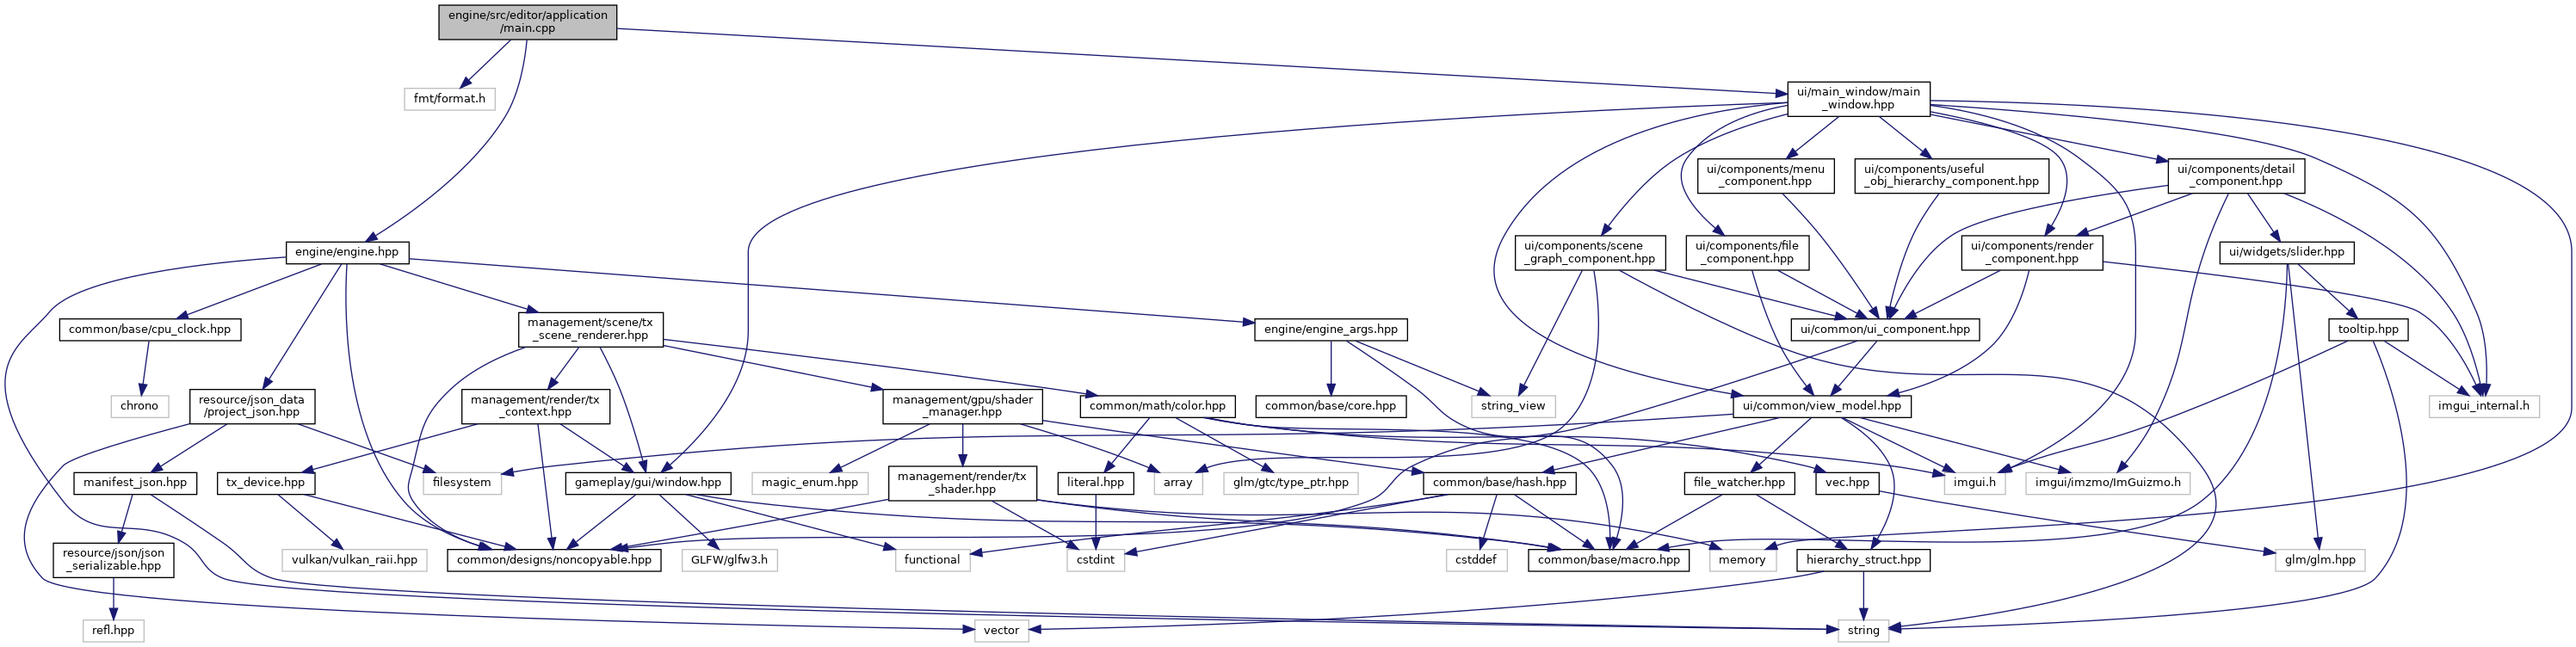 engine/src/editor/application
/main.cpp
fmt/format.h
ui/main_window/main
_window.hpp
ui/components/menu
_component.hpp
ui/components/useful
_obj_hierarchy_component.hpp
ui/components/detail
_component.hpp
engine/engine.hpp
ui/components/scene
_graph_component.hpp
ui/components/file
_component.hpp
ui/components/render
_component.hpp
ui/widgets/slider.hpp
common/base/cpu_clock.hpp
management/scene/tx
_scene_renderer.hpp
engine/engine_args.hpp
ui/common/ui_component.hpp
tooltip.hpp
chrono
resource/json_data
/project_json.hpp
management/render/tx
_context.hpp
management/gpu/shader
_manager.hpp
common/math/color.hpp
common/base/core.hpp
string_view
ui/common/view_model.hpp
imgui_internal.h
manifest_json.hpp
tx_device.hpp
filesystem
gameplay/gui/window.hpp
magic_enum.hpp
management/render/tx
_shader.hpp
literal.hpp
array
glm/gtc/type_ptr.hpp
common/base/hash.hpp
file_watcher.hpp
vec.hpp
imgui.h
imgui/imzmo/ImGuizmo.h
resource/json/json
_serializable.hpp
vulkan/vulkan_raii.hpp
common/designs/noncopyable.hpp
GLFW/glfw3.h
functional
cstdint
cstddef
common/base/macro.hpp
memory
hierarchy_struct.hpp
glm/glm.hpp
refl.hpp
vector
string